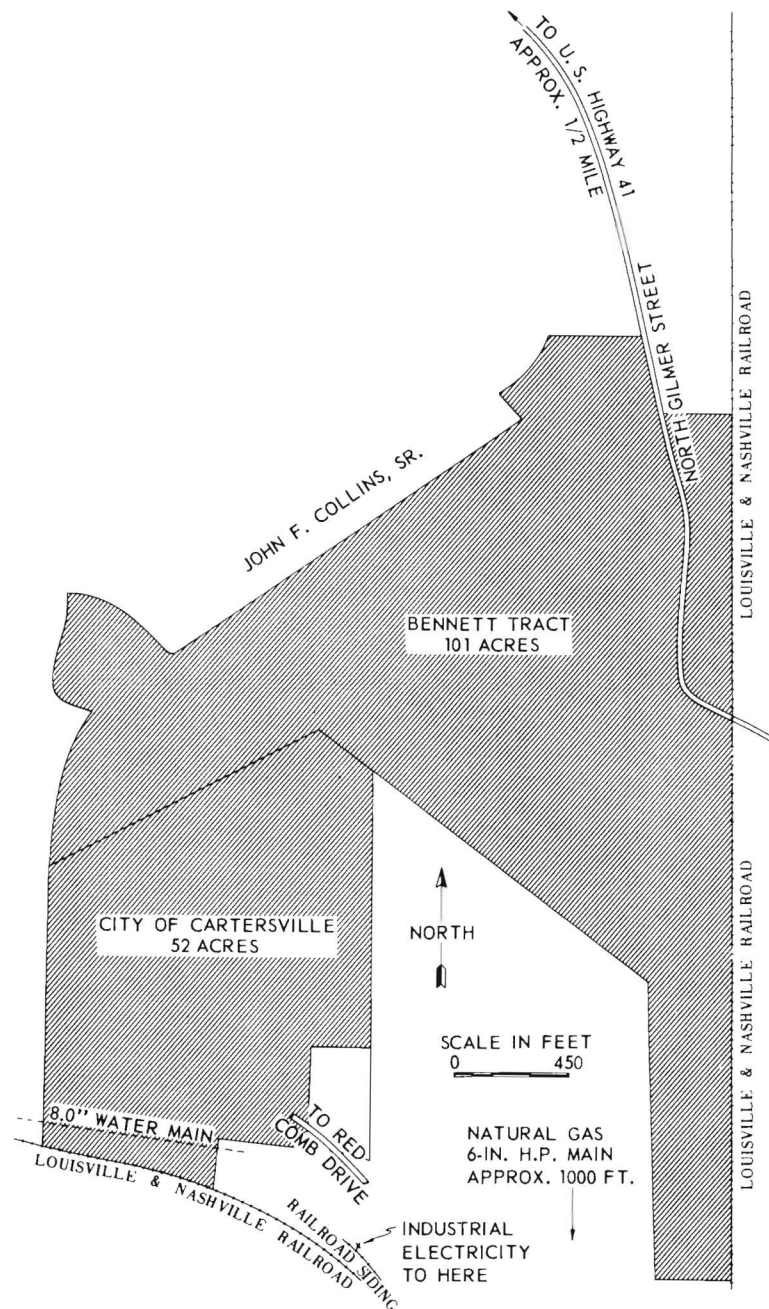 TO U. S. HIGHWAY 41
APPROX. 1/2 MILE
NORTH GILMER STREET
LOUISVILLE & NASHVILLE RAILROAD
JOHN F. COLLINS, SR.
BENNETT TRACT
101 ACRES
CITY OF CARTERSVILLE
52 ACRES
NORTH
LOUISVILLE & NASHVILLE RAILROAD
SCALE IN FEET
0 450
8.0" WATER MAIN
TO RED
COMB DRIVE
NATURAL GAS
6-IN. H.P. MAIN
APPROX. 1000 FT.
LOUISVILLE & NASHVILLE RAILROAD
RAILROAD SIDING
INDUSTRIAL
ELECTRICITY
TO HERE